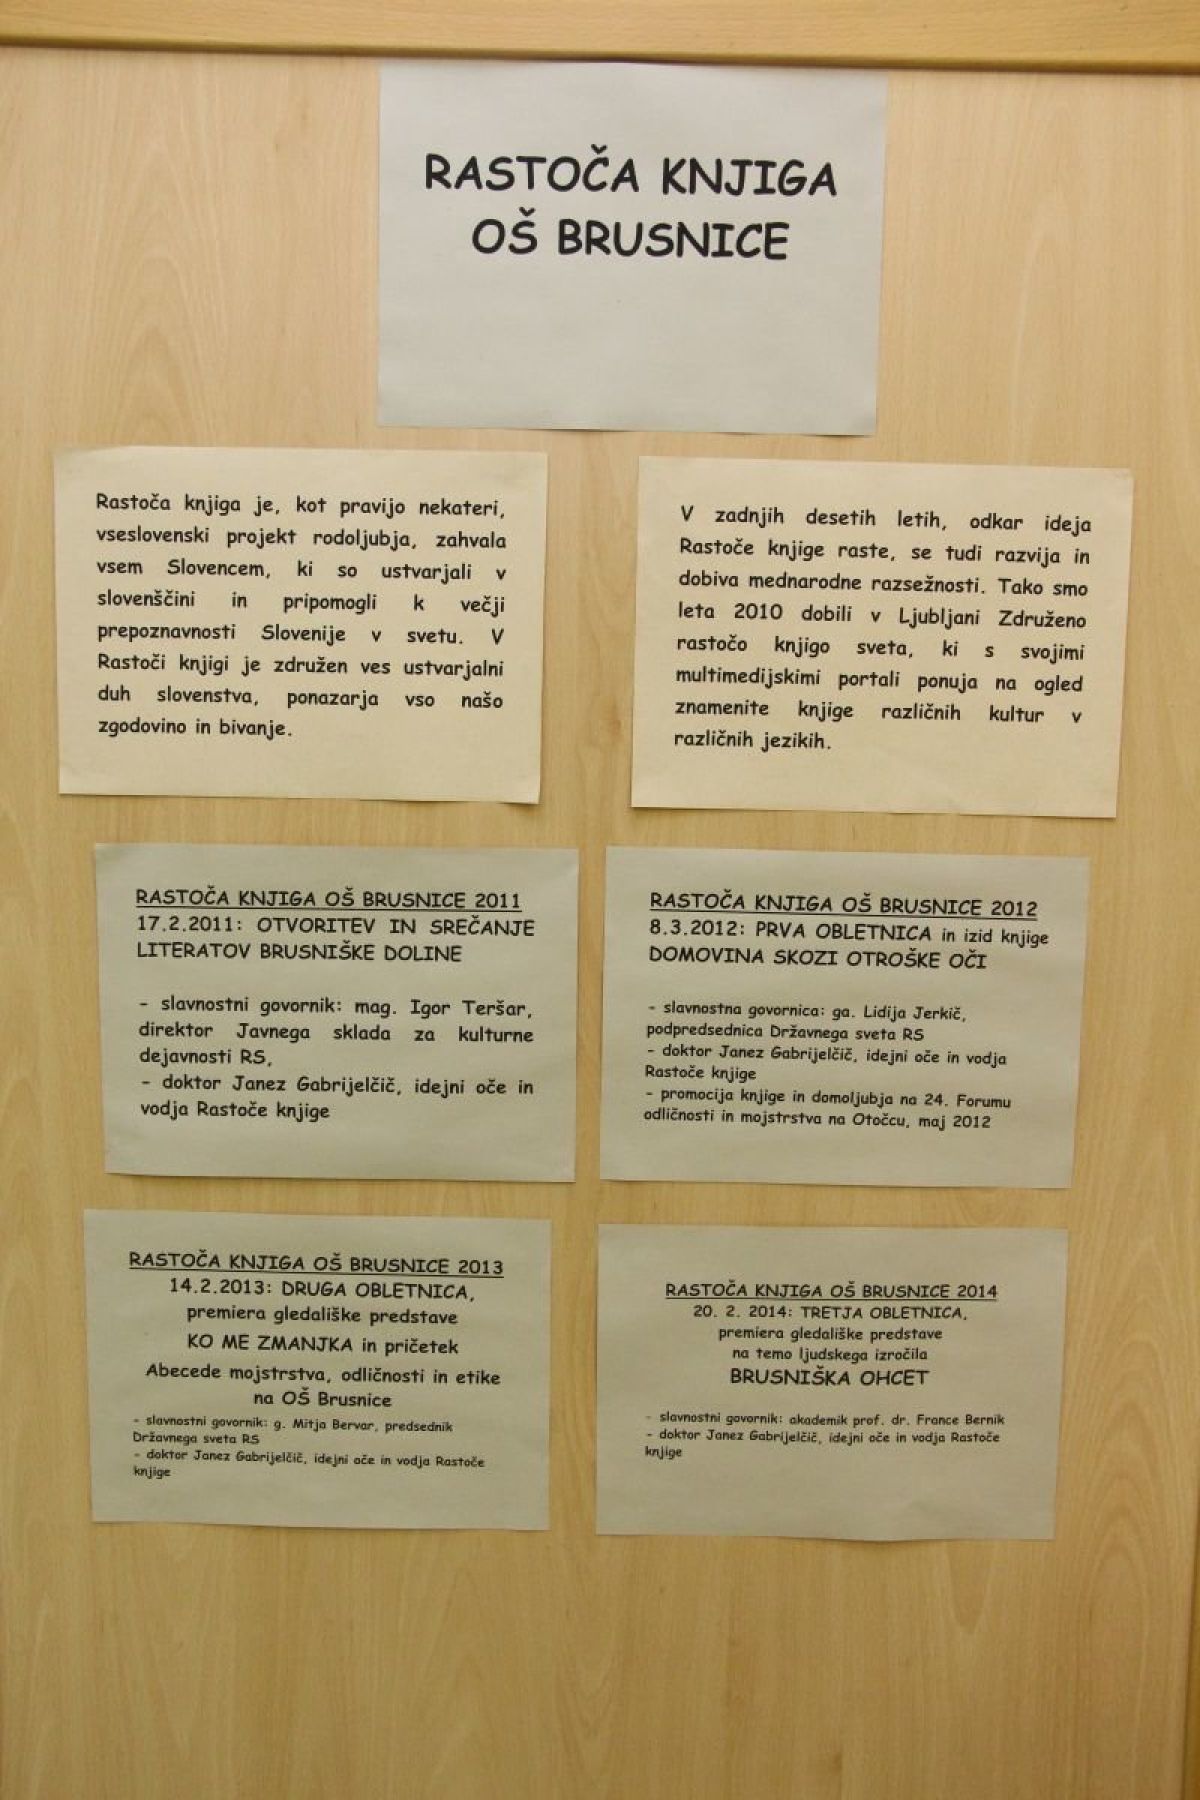 RASTOČA KNJIGA
OŠ BRUSNICE
Rastoča knjiga je, kot pravijo nekateri,
vseslovenski projekt rodoljubja, zahvala
vsem Slovencem, ki so ustvarjali v
slovenščini in pripomogli k večji
prepoznavnosti Slovenije v svetu. V
Rastoči knjigi je združen ves ustvarjalni
duh slovenstva, ponazarja vso našo
zgodovino in bivanje.
V zadnjih desetih letih, odkar ideja
Rastoče knjige raste, se tudi razvija in
dobiva mednarodne razsežnosti. Tako smo
leta 2010 dobili v Ljubljani Združeno
rastočo knjigo sveta, ki s svojimi
multimedijskimi portali ponuja na ogled
znamenite knjige različnih kultur v
različnih jezikih.
RASTOČA KNJIGA OŠ BRUSNICE 2011
17.2.2011: OTVORITEV IN SREČANJE
LITERATOV BRUSNIŠKE DOLINE
- slavnostni govornik: mag. Igor Teršar,
direktor Javnega sklada za kulturne
dejavnosti RS,
- doktor Janez Gabrijelčič, idejni oče in
vodja Rastoče knjige
RASTOČA KNJIGA OŠ BRUSNICE 2012
8.3.2012: PRVA OBLETNICA in izid knjige
DOMOVINA SKOZI OTROŠKE OČI
- slavnostna govornica: ga. Lidija Jerkič,
podpredsednica Državnega sveta RS
- doktor Janez Gabrijelčič, idejni oče in vodja
Rastoče knjige
- promocija knjige in domoljubja na 24. Forumu
odličnosti in mojstrstva na Otočcu, maj 2012
RASTOČA KNJIGA OŠ BRUSNICE 2013
14.2.2013: DRUGA OBLETNICA,
premiera gledališke predstave
KO ME ZMANJKA in pričetek
Abecede mojstrstva, odličnosti in etike
na OŠ Brusnice
- slavnostni govornik: g. Mitja Bervar, predsednik
Državnega sveta RS
- doktor Janez Gabrijelčič, idejni oče in vodja Rastoče
knjige
RASTOČA KNJIGA OŠ BRUSNICE 2014
20. 2. 2014: TRETJA OBLETNICA,
premiera gledališke predstave
na temo ljudskega izročila
BRUSNIŠKA OHCET
- slavnostni govornik: akademik prof. dr. France Bernik
- doktor Janez Gabrijelčič, idejni oče in vodja Rastoče
knjige